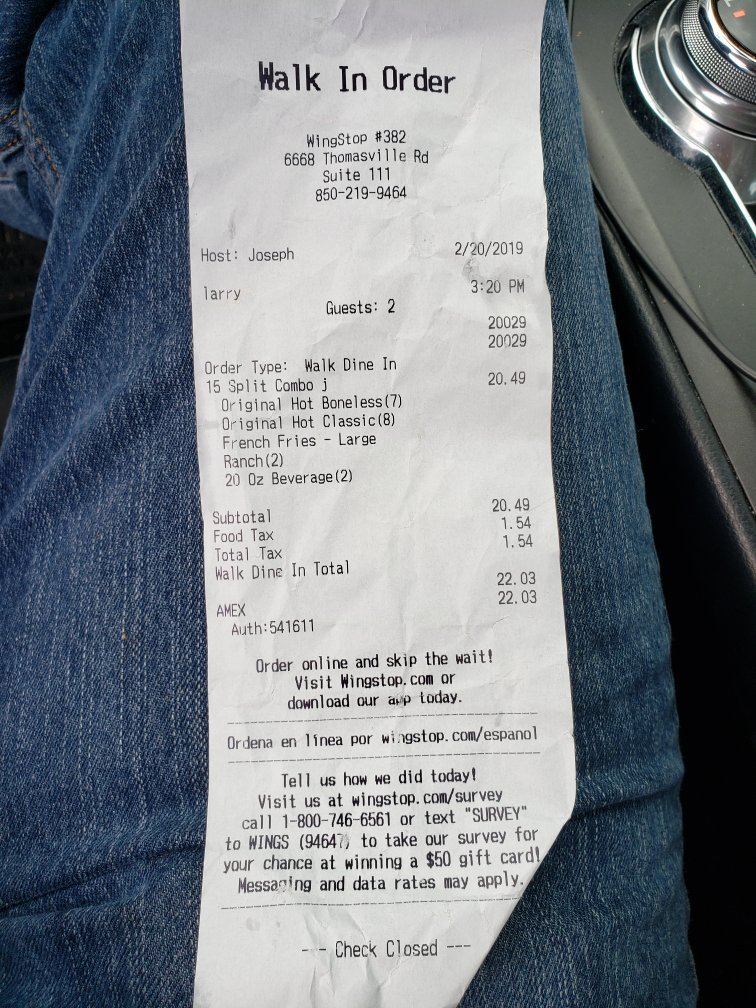 Walk In Order
WingStop #382
6668 Thomasville Rd
Suite 111
850-219-9464
Host: Joseph 2/20/2019
larry 3:20 PM
Guests: 2
20029
20029
Order Type: Walk Dine In
15 Split Combo j 20.49
Original Hot Boneless(7)
Original Hot Classic(8)
French Fries - Large
Ranch(2)
20 Oz Beverage(2)
Subtotal 20.49
Food Tax 1.54
Total Tax 1.54
Walk Dine In Total 22.03
AMEX 22.03
Auth:541611
Order online and skip the wait!
Visit Wingstop.com or
download our app today.
Ordena en línea por wingstop.com/espanol
Tell us how we did today!
Visit us at wingstop.com/survey
call 1-800-746-6561 or text "SURVEY"
to WINGS (94647) to take our survey for
your chance at winning a $50 gift card!
Messaging and data rates may apply.
--- Check Closed ---